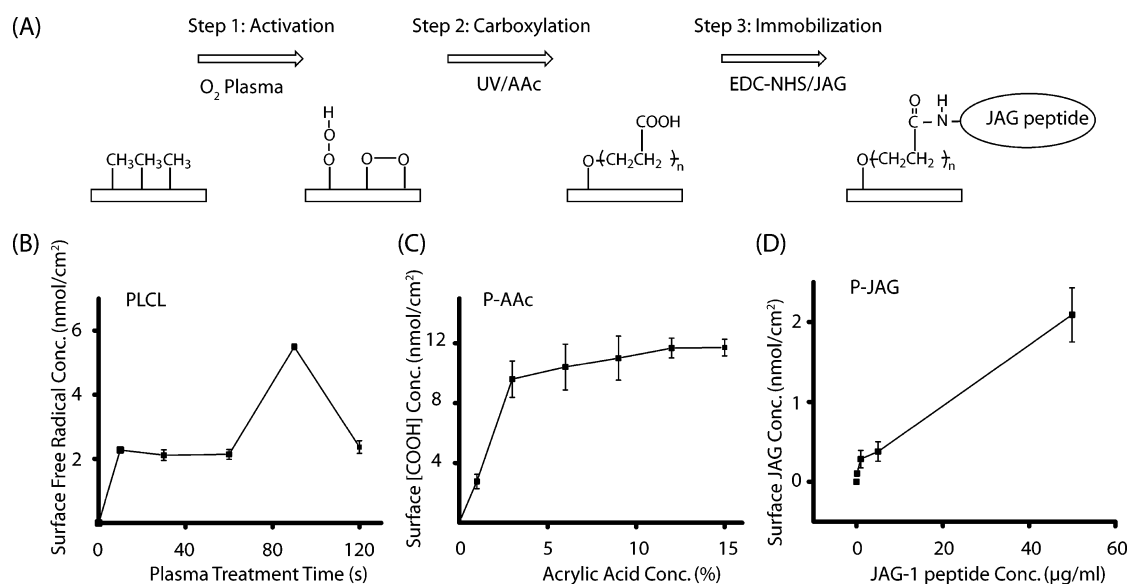 (A)
Step 1: Activation
Step 2: Carboxylation
Step 3: Immobilization
O2 Plasma
UV/AAc
EDC-NHS/JAG
CH3CH3CH3
H
O
O
O
O
COOH
O(CH2CH2)n
O
C
H
N
JAG peptide
O(CH2CH2)n
(B)
Surface Free Radical Conc. (nmol/cm2)
PLCL
6
4
2
0
40
80
120
Plasma Treatment Time (s)
(C)
Surface [COOH] Conc. (nmol/cm2)
P-AAc
12
8
4
0
5
10
15
Acrylic Acid Conc. (%)
(D)
Surface JAG Conc. (nmol/cm2)
P-JAG
2
1
0
0
20
40
60
JAG-1 peptide Conc. (μg/ml)